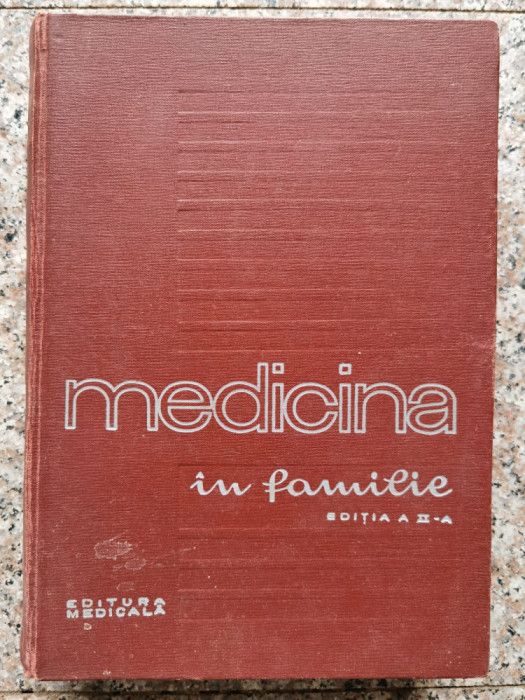 medicina
în familie
EDIȚIA A II-A
EDITURA
MEDICALĂ